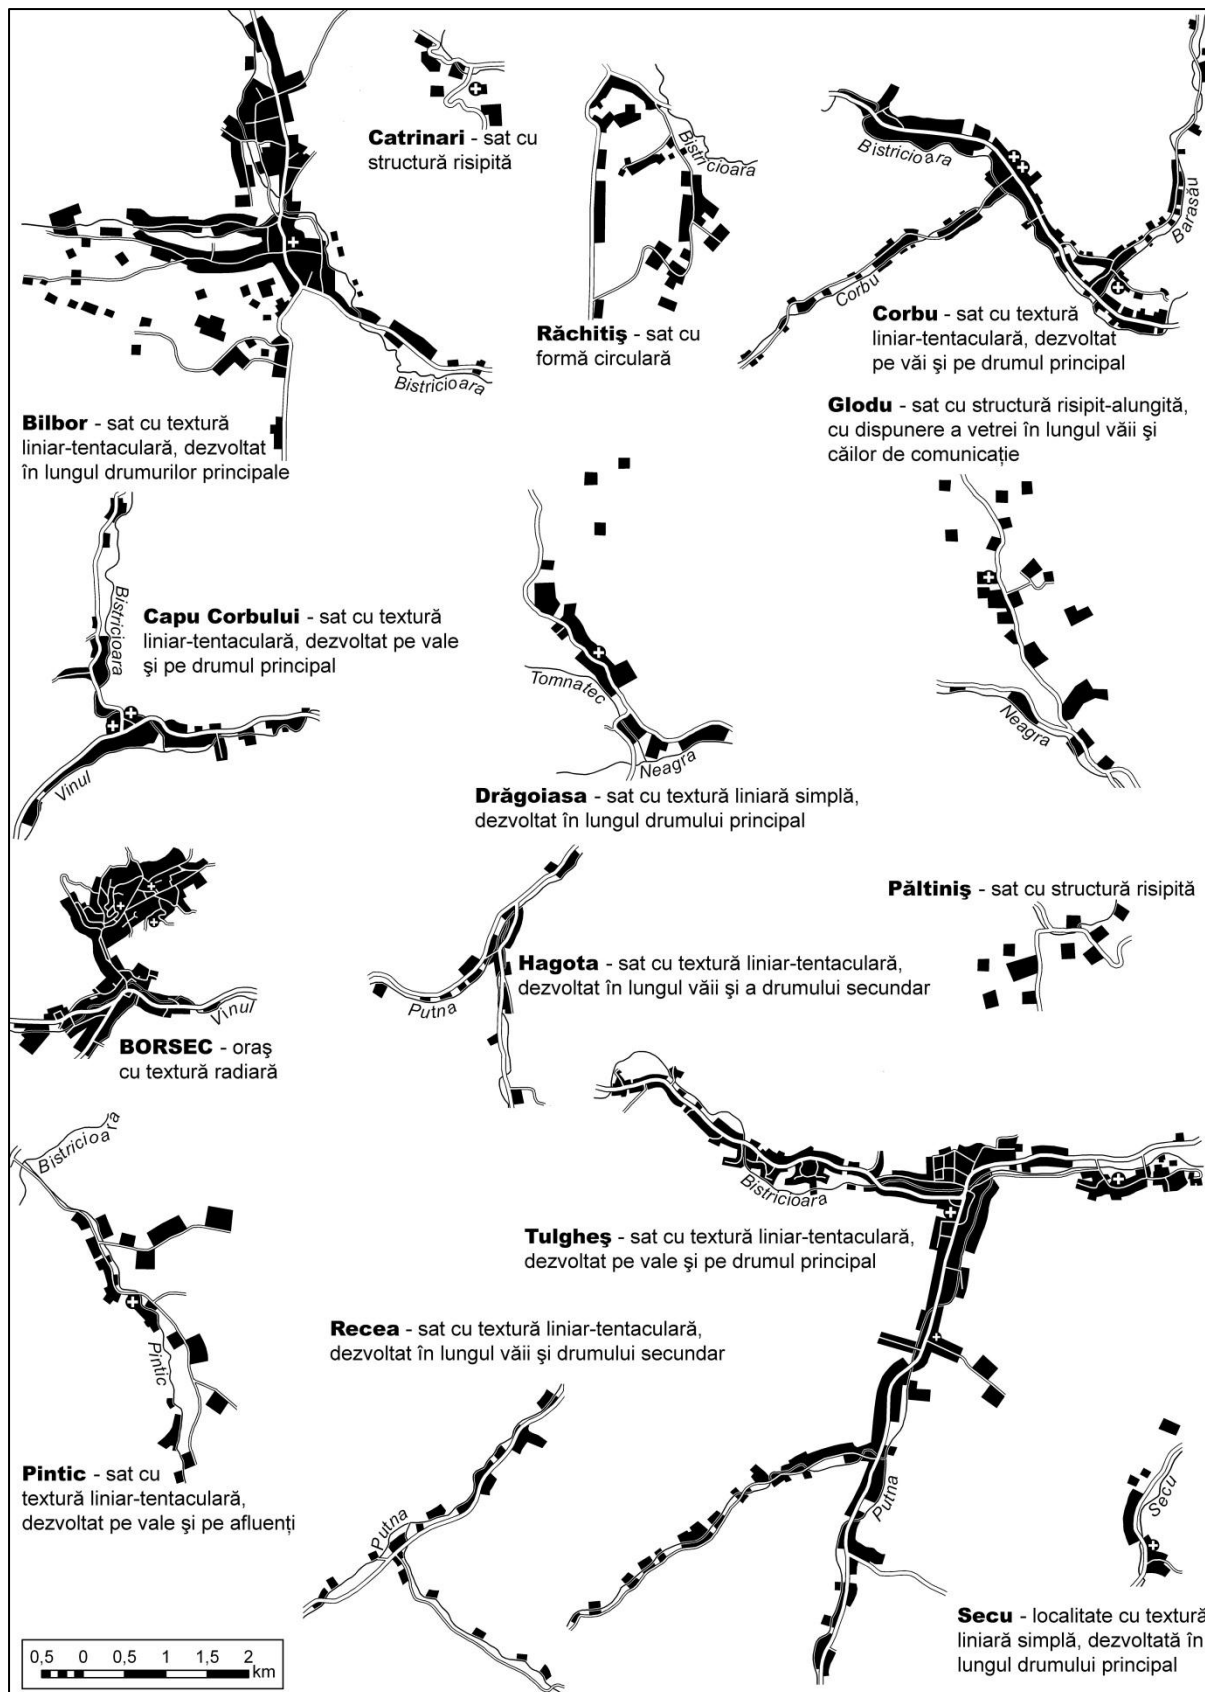 Catrinari - sat cu
structură risipită
Bistricioara
Bistricioara
Barasău
Corbu
Răchitiş - sat cu
formă circulară
Corbu - sat cu textură
liniar-tentaculară, dezvoltat
pe văi şi pe drumul principal
Bistricioara
Bilbor - sat cu textură
liniar-tentaculară, dezvoltat
în lungul drumurilor principale
Glodu - sat cu structură risipit-alungită,
cu dispunere a vetrei în lungul văii şi
căilor de comunicaţie
Bistricioara
Capu Corbului - sat cu textură
liniar-tentaculară, dezvoltat pe vale
şi pe drumul principal
Vinul
Tomnatec
Neagra
Neagra
Drăgoiasa - sat cu textură liniară simplă,
dezvoltat în lungul drumului principal
Păltiniş - sat cu structură risipită
Hagota - sat cu textură liniar-tentaculară,
dezvoltat în lungul văii şi a drumului secundar
Putna
Vinul
BORSEC - oraş
cu textură radiară
Bistricioara
Bistricioara
Tulgheş - sat cu textură liniar-tentaculară,
dezvoltat pe vale şi pe drumul principal
Pintic
Recea - sat cu textură liniar-tentaculară,
dezvoltat în lungul văii şi drumului secundar
Pintic - sat cu
textură liniar-tentaculară,
dezvoltat pe vale şi pe afluenţi
Putna
Putna
Secu
Secu - localitate cu textură
liniară simplă, dezvoltată în
lungul drumului principal
0,5 0 0,5 1 1,5 2
km